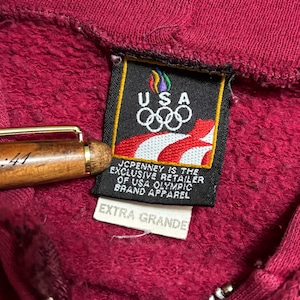 USA
JCPENNEY IS THE
EXCLUSIVE RETAILER
OF USA OLYMPIC
BRAND APPAREL
EXTRA GRANDE